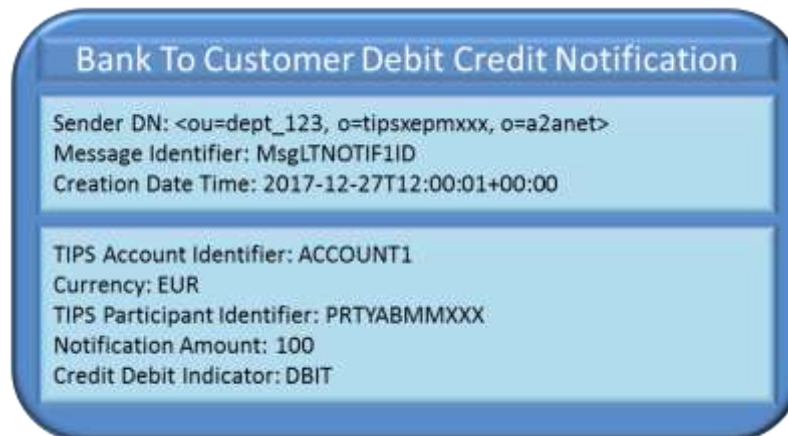 Bank To Customer Debit Credit Notification
Sender DN: <ou=dept_123, o=tipsxepmxxx, o=a2anet>
Message Identifier: MsgLTNOTIF1ID
Creation Date Time: 2017-12-27T12:00:01+00:00
TIPS Account Identifier: ACCOUNT1
Currency: EUR
TIPS Participant Identifier: PRTYABMMXXX
Notification Amount: 100
Credit Debit Indicator: DBIT